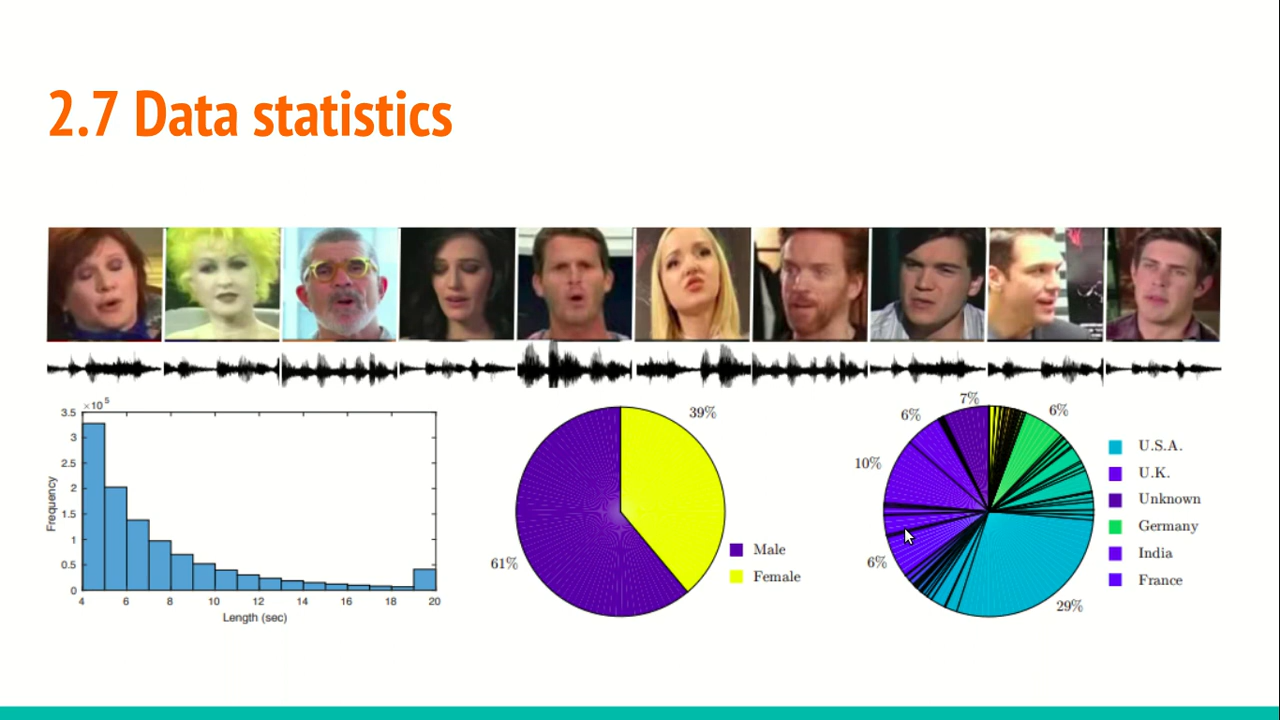 2.7 Data statistics
×10 5
3.5
3
2.5
2
1.5
1
0.5
0
Frequency
4 6 8 10 12 14 16 18 20
Length (sec)
39%
61%
Male
Female
7%
6%
6%
10%
6%
29%
U.S.A.
U.K.
Unknown
Germany
India
France